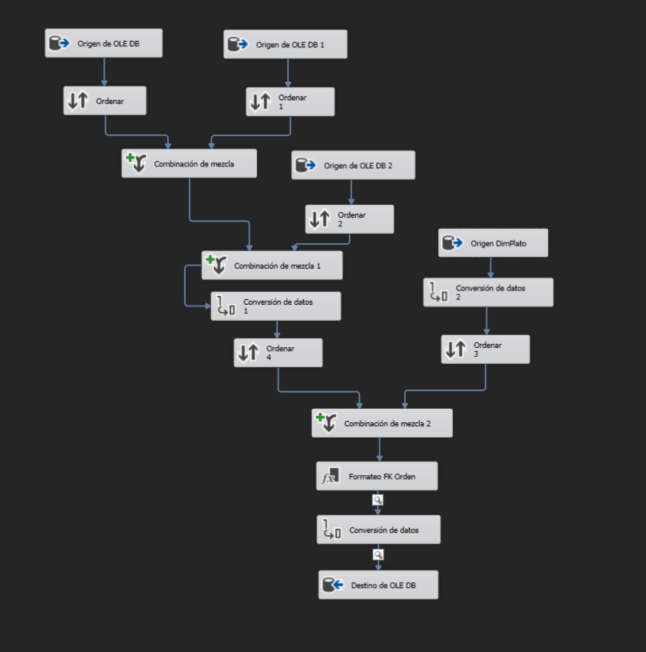 Origen de OLE DB
Origen de OLE DB 1
Ordenar
Ordenar
1
Combinación de mezcla
Origen de OLE DB 2
Ordenar
2
Origen DimPlato
Combinación de mezcla 1
Conversión de datos
2
Conversión de datos
1
Ordenar
3
Ordenar
4
Combinación de mezcla 2
Formateo FK Orden
Conversión de datos
Destino de OLE DB